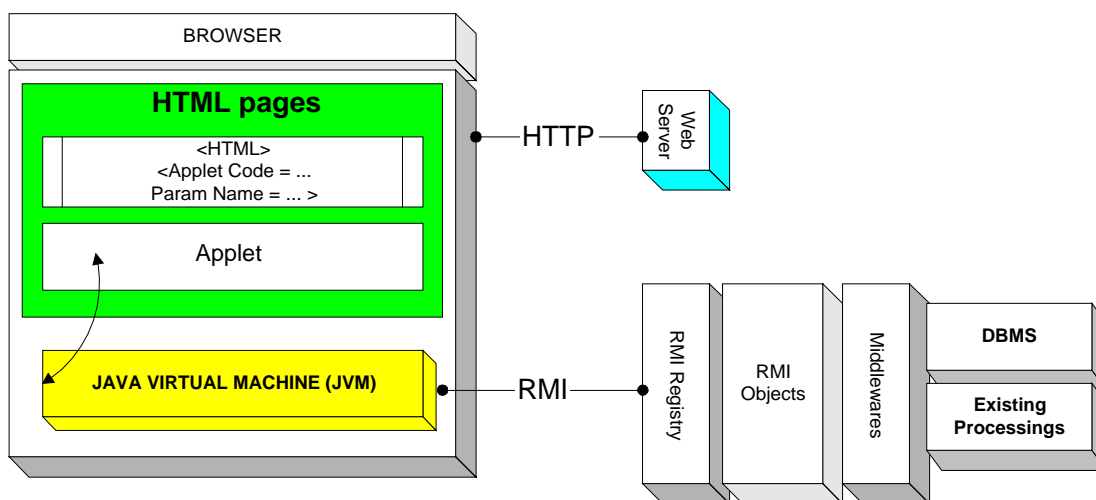 BROWSER
HTML pages
<HTML>
<Applet Code = ...
Param Name = ... >
Applet
JAVA VIRTUAL MACHINE (JVM)
HTTP
Web
Server
RMI
RMI Registry
RMI
Objects
Middlewares
DBMS
Existing
Processings